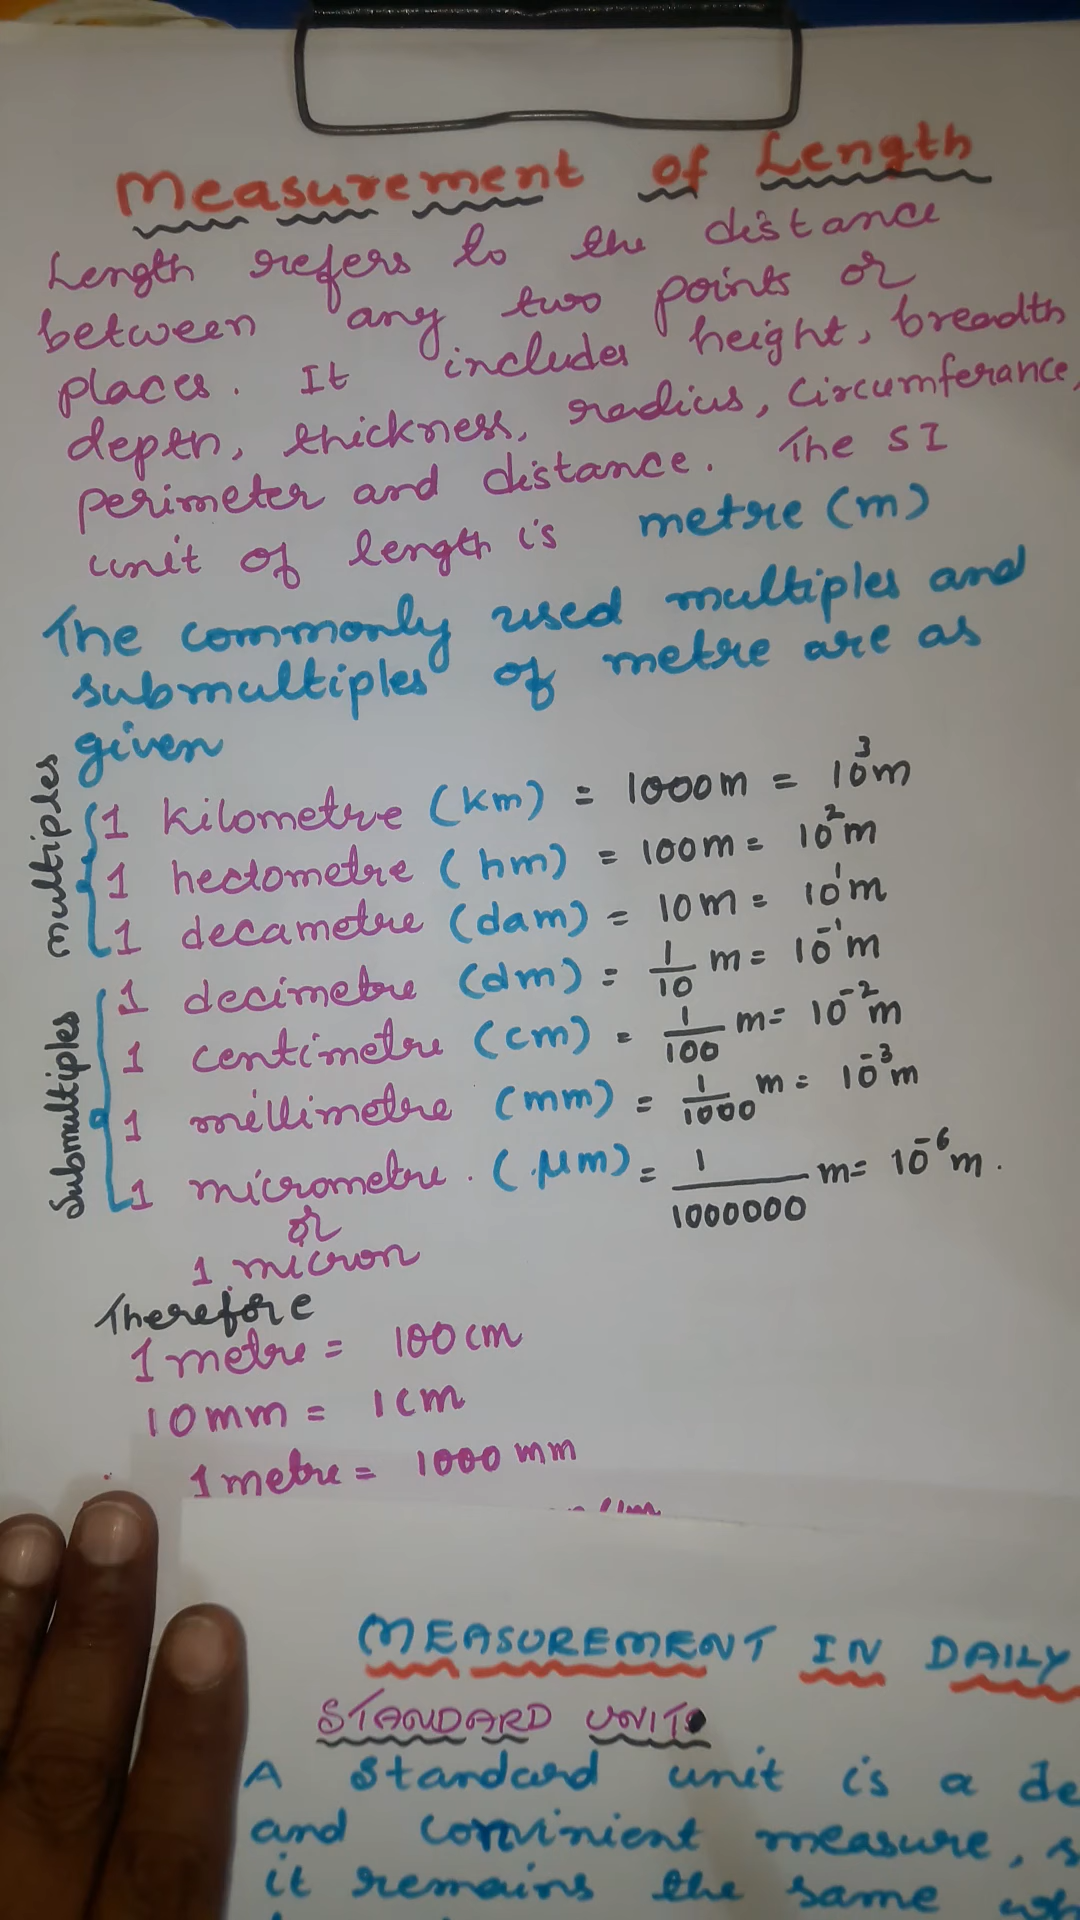 Measurement of Length
Length refers to the distance
between any two points or
places. It includes height, breadth
depth, thickness, radius, circumferance,
perimeter and distance. The SI
unit of length is metre (m)
The commonly used multiples and
submultiples of metre are as
given
multiples
1 kilometre (km) = 1000m = 10³m
1 hectometre (hm) = 100m = 10²m
1 decametre (dam) = 10m = 10¹m
Submultiples
1 decimetre (dm) = 1/10 m = 10⁻¹m
1 centimetre (cm) = 1/100 m = 10⁻²m
1 millimetre (mm) = 1/1000 m = 10⁻³m
1 micrometre. (μm) = 1/1000000 m = 10⁻⁶m.
or
1 micron
Therefore
1 metre = 100 cm
10 mm = 1 cm
1 metre = 1000 mm
MEASUREMENT IN DAILY
STANDARD UNITS
A standard unit is a de
and convinient measure, s
it remains the same wh